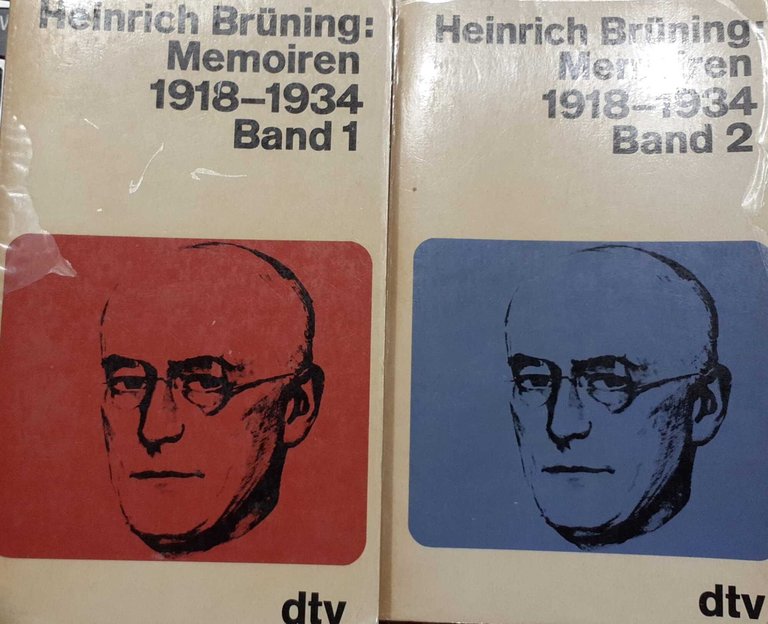 Heinrich Brüning:
Memoiren
1918–1934
Band 1
dtv
Heinrich Brüning:
Memoiren
1918–1934
Band 2
dtv